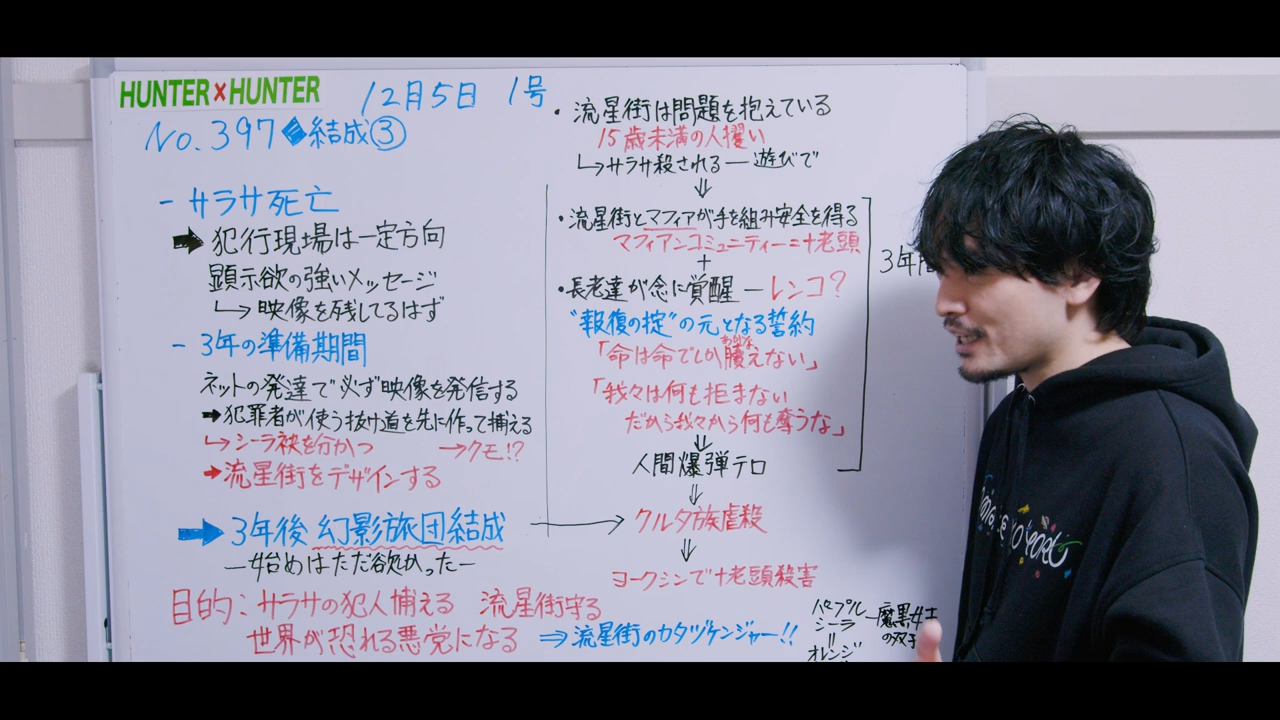 HUNTER×HUNTER
12月5日 1号
No.397◆結成③
- サラサ死亡
➡ 犯行現場は一定方向
顕示欲の強いメッセージ
↳ 映像を残してるはず
- 3年の準備期間
ネットの発達で必ず映像を発信する
➡犯罪者が使う抜け道を先に作って捕える
↳シーラ袂を分かつ →クモ!?
➡流星街をデザインする
➡ 3年後 幻影旅団結成
—始めはただ欲かった—
目的:サラサの犯人捕える 流星街守る
世界が恐れる悪党になる ⇒流星街のカタヅケンジャー!!
・流星街は問題を抱えている
15歳未満の人攫い
↳サラサ殺される—遊びで
⇓
・流星街とマフィアが手を組み安全を得る
マフィアンコミュニティー=十老頭
+
・長老達が念に覚醒—レンコ?
"報復の掟"の元となる誓約
「命は命でしか贖えない」
「我々は何も拒まない
だから我々から何も奪うな」
⇓
人間爆弾テロ
⇓
クルタ族虐殺
⇓
ヨークシンで十老頭殺害
3年間
パープル
シーラ
=
オレンジ
—魔黒女士